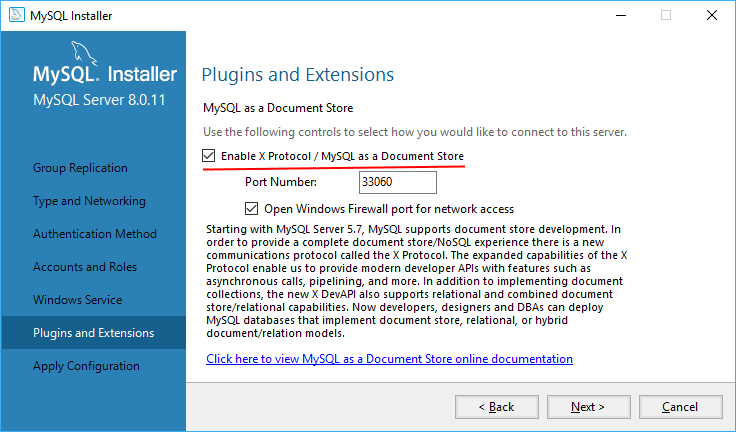 MySQL Installer
MySQL. Installer
MySQL Server 8.0.11
Group Replication
Type and Networking
Authentication Method
Accounts and Roles
Windows Service
Plugins and Extensions
Apply Configuration
Plugins and Extensions
MySQL as a Document Store
Use the following controls to select how you would like to connect to this server.
Enable X Protocol / MySQL as a Document Store
Port Number: 33060
Open Windows Firewall port for network access
Starting with MySQL Server 5.7, MySQL supports document store development. In
order to provide a complete document store/NoSQL experience there is a new
communications protocol called the X Protocol. The expanded capabilities of the X
Protocol enable us to provide modern developer APIs with features such as
asynchronous calls, pipelining, and more. In addition to implementing document
collections, the new X DevAPI also supports relational and combined document
store/relational capabilities. Now developers, designers and DBAs can deploy
MySQL databases that implement document store, relational, or hybrid
document/relation models.
Click here to view MySQL as a Document Store online documentation
< Back
Next >
Cancel